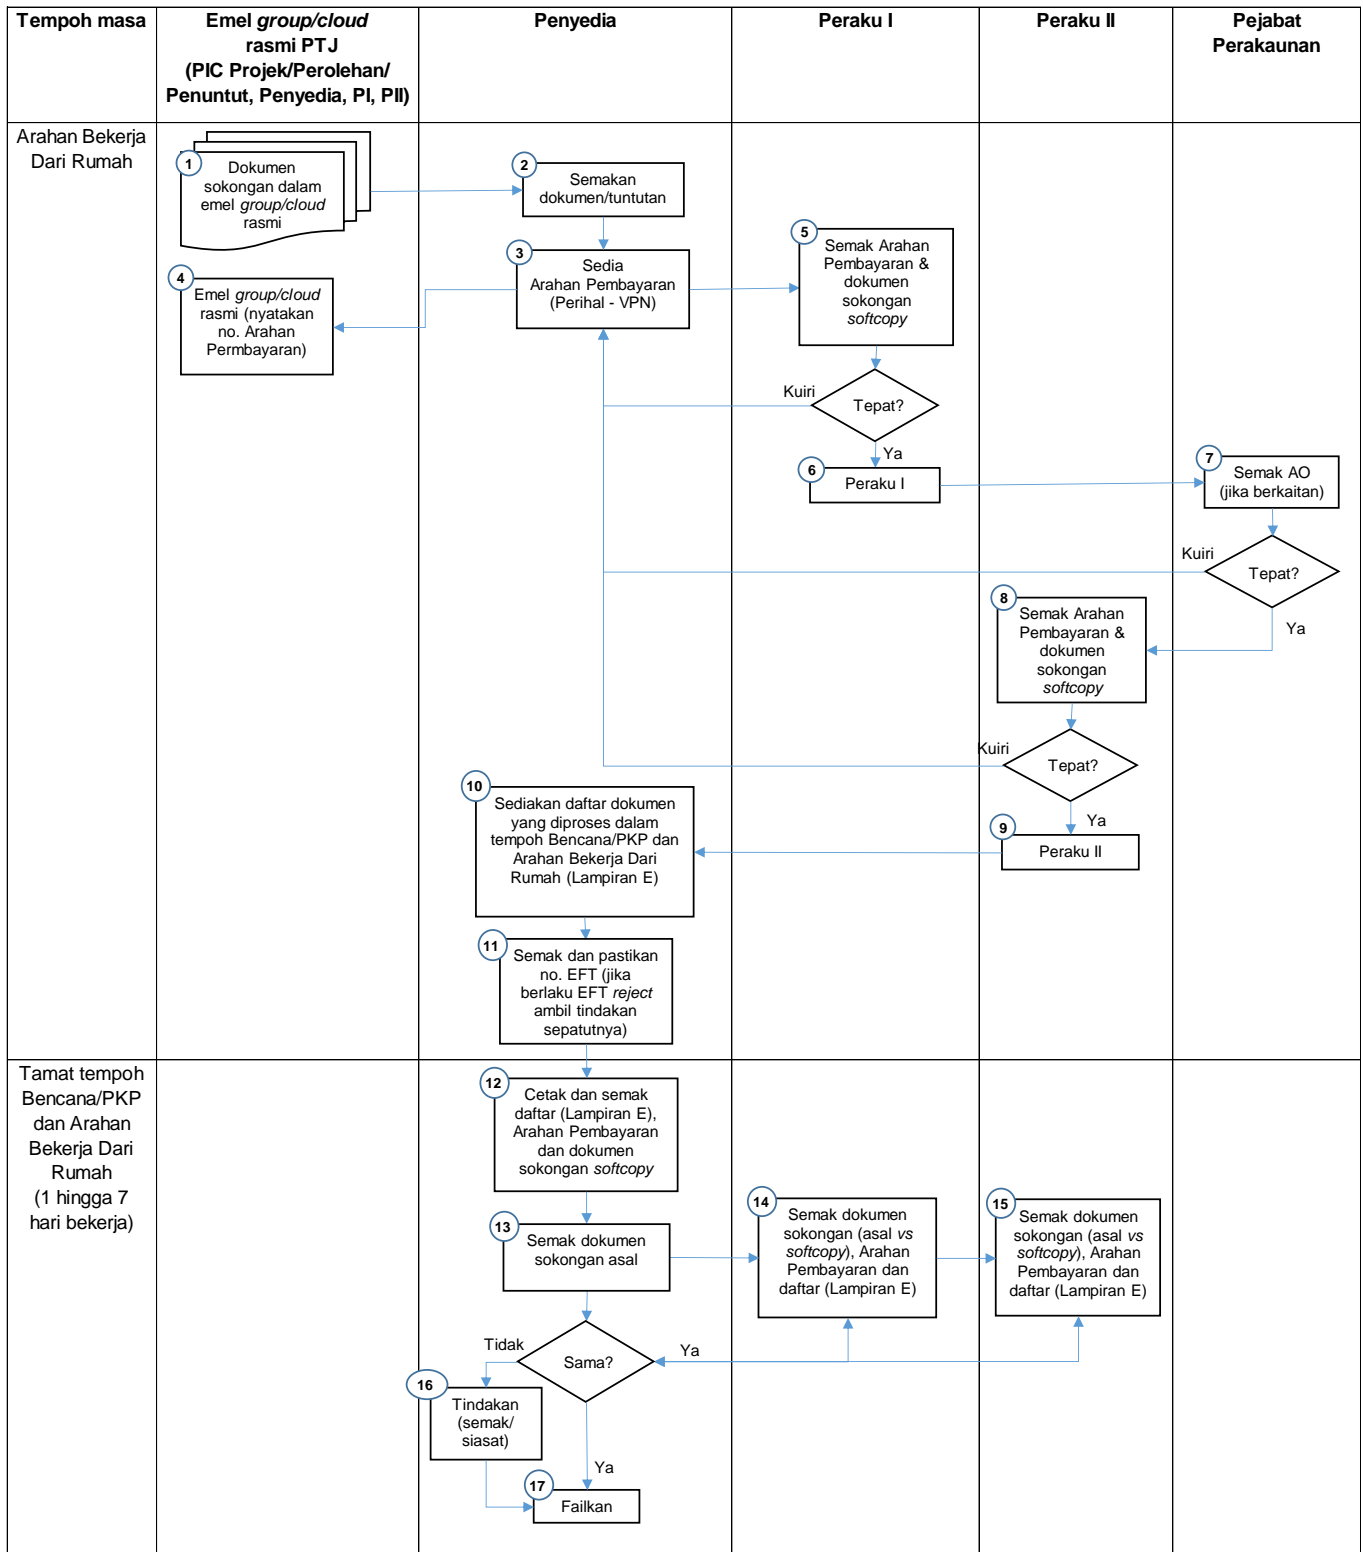 Tempoh masa
Emel group/cloud
rasmi PTJ
(PIC Projek/Perolehan/
Penuntut, Penyedia, PI, PII)
Penyedia
Peraku I
Peraku II
Pejabat
Perakaunan
Arahan Bekerja
Dari Rumah
1
Dokumen
sokongan dalam
emel group/cloud
rasmi
2
Semakan
dokumen/tuntutan
3
Sedia
Arahan Pembayaran
(Perihal - VPN)
4
Emel group/cloud
rasmi (nyatakan
no. Arahan
Permbayaran)
5
Semak Arahan
Pembayaran &
dokumen
sokongan
softcopy
Kuiri
Tepat?
Ya
6
Peraku I
7
Semak AO
(jika berkaitan)
Kuiri
Tepat?
Ya
8
Semak Arahan
Pembayaran &
dokumen
sokongan
softcopy
Kuiri
Tepat?
Ya
9
Peraku II
10
Sediakan daftar dokumen
yang diproses dalam
tempoh Bencana/PKP dan
Arahan Bekerja Dari
Rumah (Lampiran E)
11
Semak dan pastikan
no. EFT (jika
berlaku EFT reject
ambil tindakan
sepatutnya)
Tamat tempoh
Bencana/PKP
dan Arahan
Bekerja Dari
Rumah
(1 hingga 7
hari bekerja)
12
Cetak dan semak
daftar (Lampiran E),
Arahan Pembayaran
dan dokumen
sokongan softcopy
13
Semak dokumen
sokongan asal
14
Semak dokumen
sokongan (asal vs
softcopy), Arahan
Pembayaran dan
daftar (Lampiran E)
15
Semak dokumen
sokongan (asal vs
softcopy), Arahan
Pembayaran dan
daftar (Lampiran E)
Tidak
Sama?
Ya
16
Tindakan
(semak/
siasat)
Ya
17
Failkan